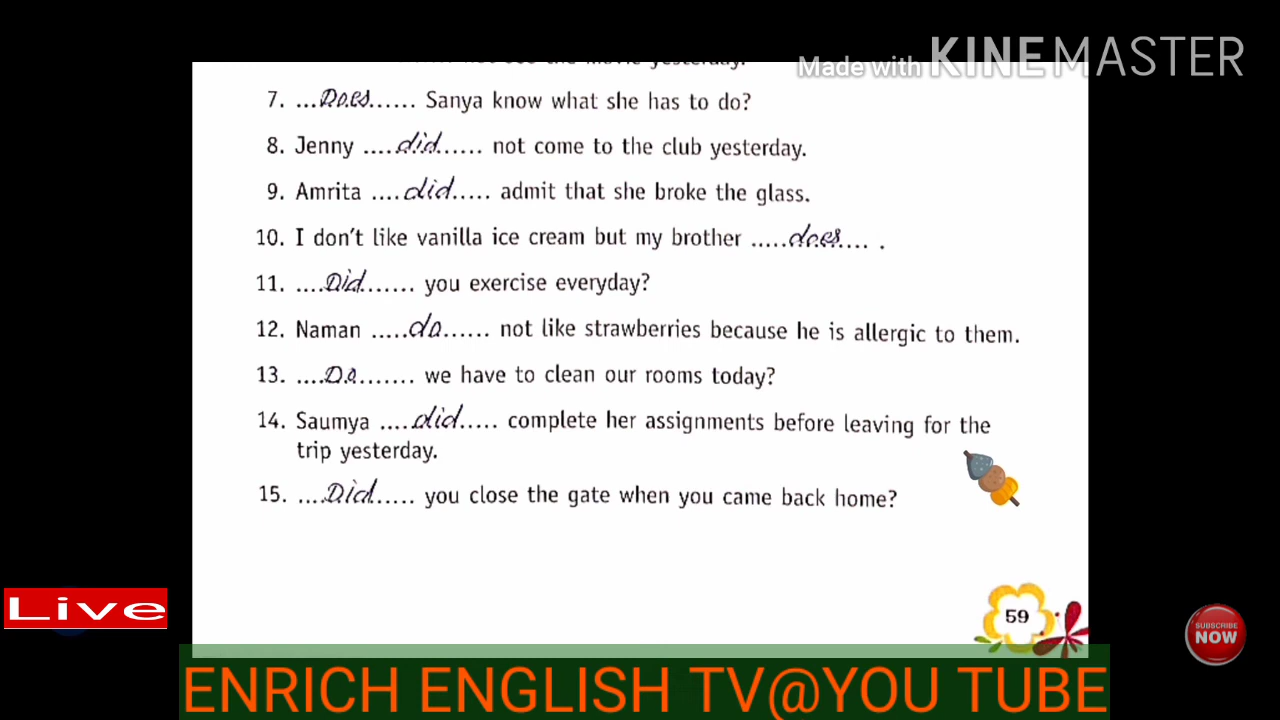 Made with KINEMASTER
yesterday.
7. ...Does...... Sanya know what she has to do?
8. Jenny ....did...... not come to the club yesterday.
9. Amrita ....did..... admit that she broke the glass.
10. I don't like vanilla ice cream but my brother .....does.... .
11. ....Did....... you exercise everyday?
12. Naman .....do...... not like strawberries because he is allergic to them.
13. ....Do........ we have to clean our rooms today?
14. Saumya ....did..... complete her assignments before leaving for the
trip yesterday.
15. ....Did..... you close the gate when you came back home?
Live
59
SUBSCRIBE
NOW
ENRICH ENGLISH TV@YOU TUBE